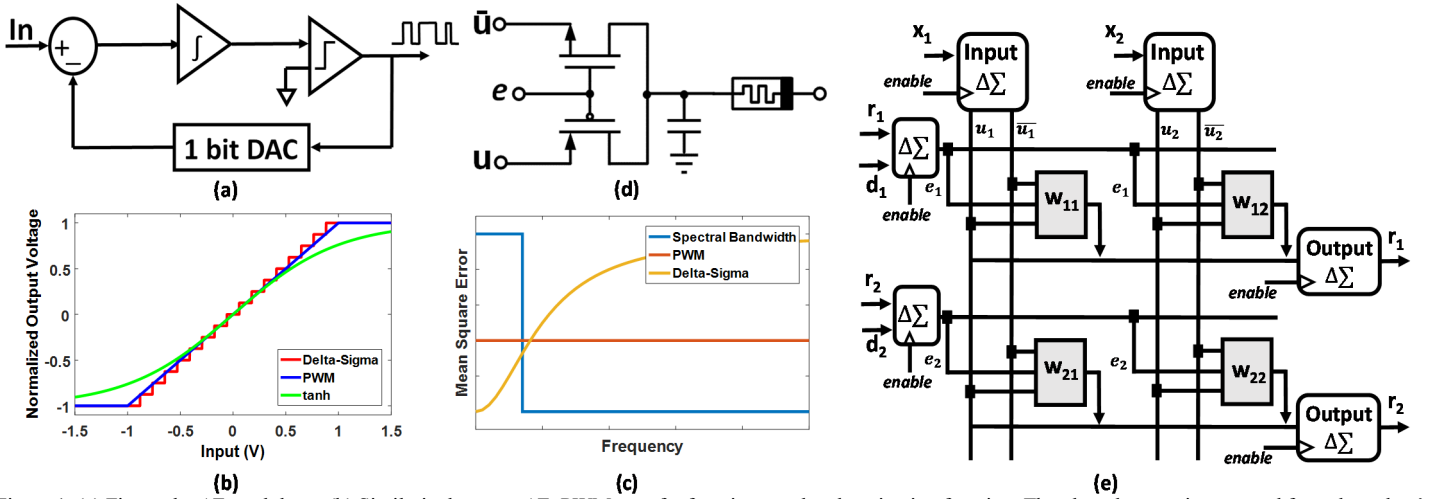 In
+
−
∫
1 bit DAC
(a)
Normalized Output Voltage
1
0.5
0
-0.5
-1
Delta-Sigma
PWM
tanh
-1.5 -1 -0.5 0 0.5 1 1.5
Input (V)
(b)
ū
e
u
(d)
Mean Square Error
Spectral Bandwidth
PWM
Delta-Sigma
Frequency
(c)
x₁
Input
ΔΣ
enable
x₂
Input
ΔΣ
enable
u₁
u̅₁
u₂
u̅₂
r₁
d₁
ΔΣ
enable
e₁
W₁₁
e₁
W₁₂
Output
ΔΣ
r₁
enable
r₂
d₂
ΔΣ
enable
e₂
W₂₁
e₂
W₂₂
Output
ΔΣ
r₂
enable
(e)